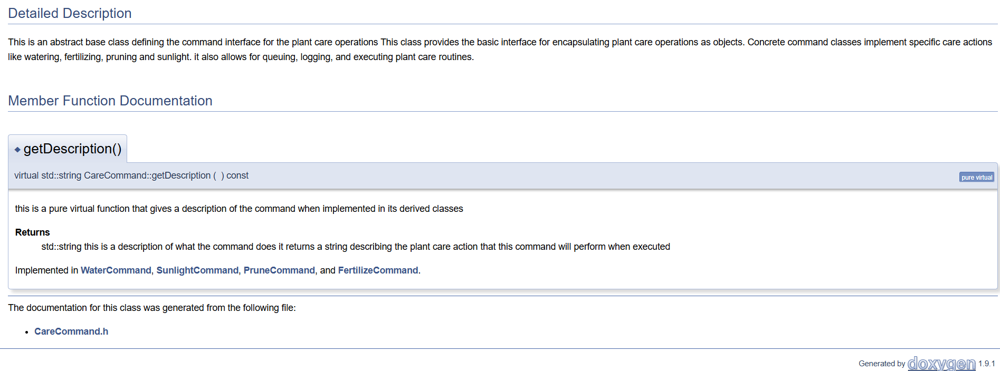 Detailed Description
This is an abstract base class defining the command interface for the plant care operations This class provides the basic interface for encapsulating plant care operations as objects. Concrete command classes implement specific care actions
like watering, fertilizing, pruning and sunlight. it also allows for queuing, logging, and executing plant care routines.
Member Function Documentation
◆ getDescription()
virtual std::string CareCommand::getDescription ( ) const
pure virtual
this is a pure virtual function that gives a description of the command when implemented in its derived classes
Returns
std::string this is a description of what the command does it returns a string describing the plant care action that this command will perform when executed
Implemented in WaterCommand, SunlightCommand, PruneCommand, and FertilizeCommand.
The documentation for this class was generated from the following file:
• CareCommand.h
Generated by doxygen 1.9.1